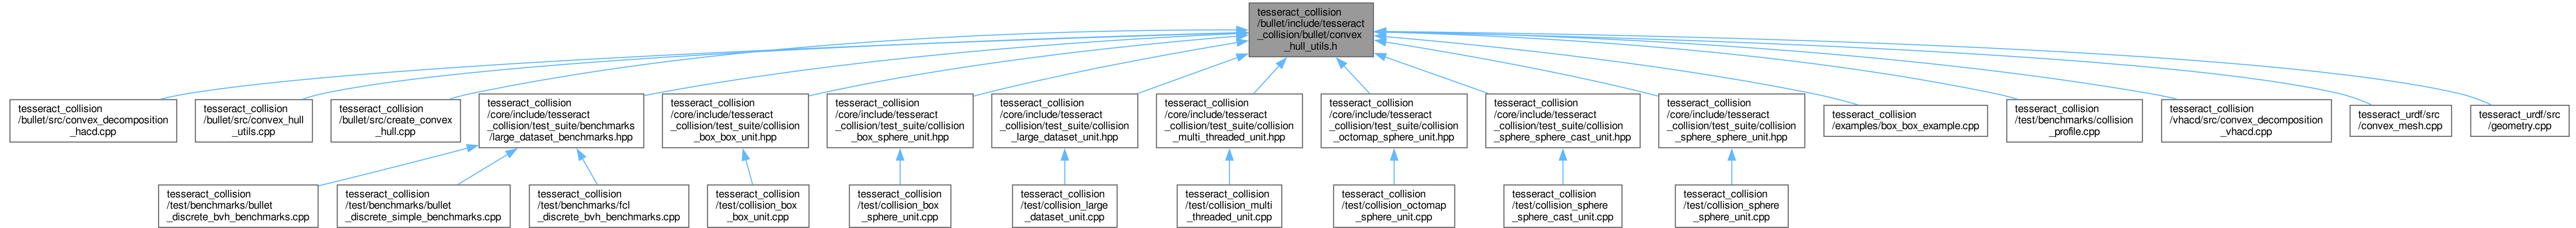 tesseract_collision
/bullet/include/tesseract
_collision/bullet/convex
_hull_utils.h
tesseract_collision
/bullet/src/convex_decomposition
_hacd.cpp
tesseract_collision
/bullet/src/convex_hull
_utils.cpp
tesseract_collision
/bullet/src/create_convex
_hull.cpp
tesseract_collision
/core/include/tesseract
_collision/test_suite/benchmarks
/large_dataset_benchmarks.hpp
tesseract_collision
/core/include/tesseract
_collision/test_suite/collision
_box_box_unit.hpp
tesseract_collision
/core/include/tesseract
_collision/test_suite/collision
_box_sphere_unit.hpp
tesseract_collision
/core/include/tesseract
_collision/test_suite/collision
_large_dataset_unit.hpp
tesseract_collision
/core/include/tesseract
_collision/test_suite/collision
_multi_threaded_unit.hpp
tesseract_collision
/core/include/tesseract
_collision/test_suite/collision
_octomap_sphere_unit.hpp
tesseract_collision
/core/include/tesseract
_collision/test_suite/collision
_sphere_sphere_cast_unit.hpp
tesseract_collision
/core/include/tesseract
_collision/test_suite/collision
_sphere_sphere_unit.hpp
tesseract_collision
/examples/box_box_example.cpp
tesseract_collision
/test/benchmarks/collision
_profile.cpp
tesseract_collision
/vhacd/src/convex_decomposition
_vhacd.cpp
tesseract_urdf/src
/convex_mesh.cpp
tesseract_urdf/src
/geometry.cpp
tesseract_collision
/test/benchmarks/bullet
_discrete_bvh_benchmarks.cpp
tesseract_collision
/test/benchmarks/bullet
_discrete_simple_benchmarks.cpp
tesseract_collision
/test/benchmarks/fcl
_discrete_bvh_benchmarks.cpp
tesseract_collision
/test/collision_box
_box_unit.cpp
tesseract_collision
/test/collision_box
_sphere_unit.cpp
tesseract_collision
/test/collision_large
_dataset_unit.cpp
tesseract_collision
/test/collision_multi
_threaded_unit.cpp
tesseract_collision
/test/collision_octomap
_sphere_unit.cpp
tesseract_collision
/test/collision_sphere
_sphere_cast_unit.cpp
tesseract_collision
/test/collision_sphere
_sphere_unit.cpp